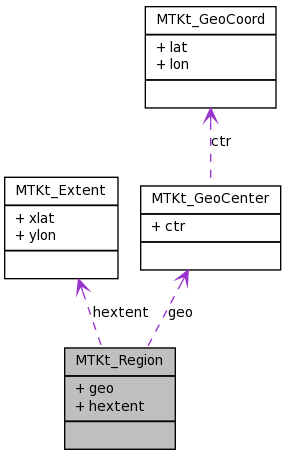 MTKt_GeoCoord
+ lat
+ lon
ctr
MTKt_Extent
+ xlat
+ ylon
MTKt_GeoCenter
+ ctr
hextent
geo
MTKt_Region
+ geo
+ hextent